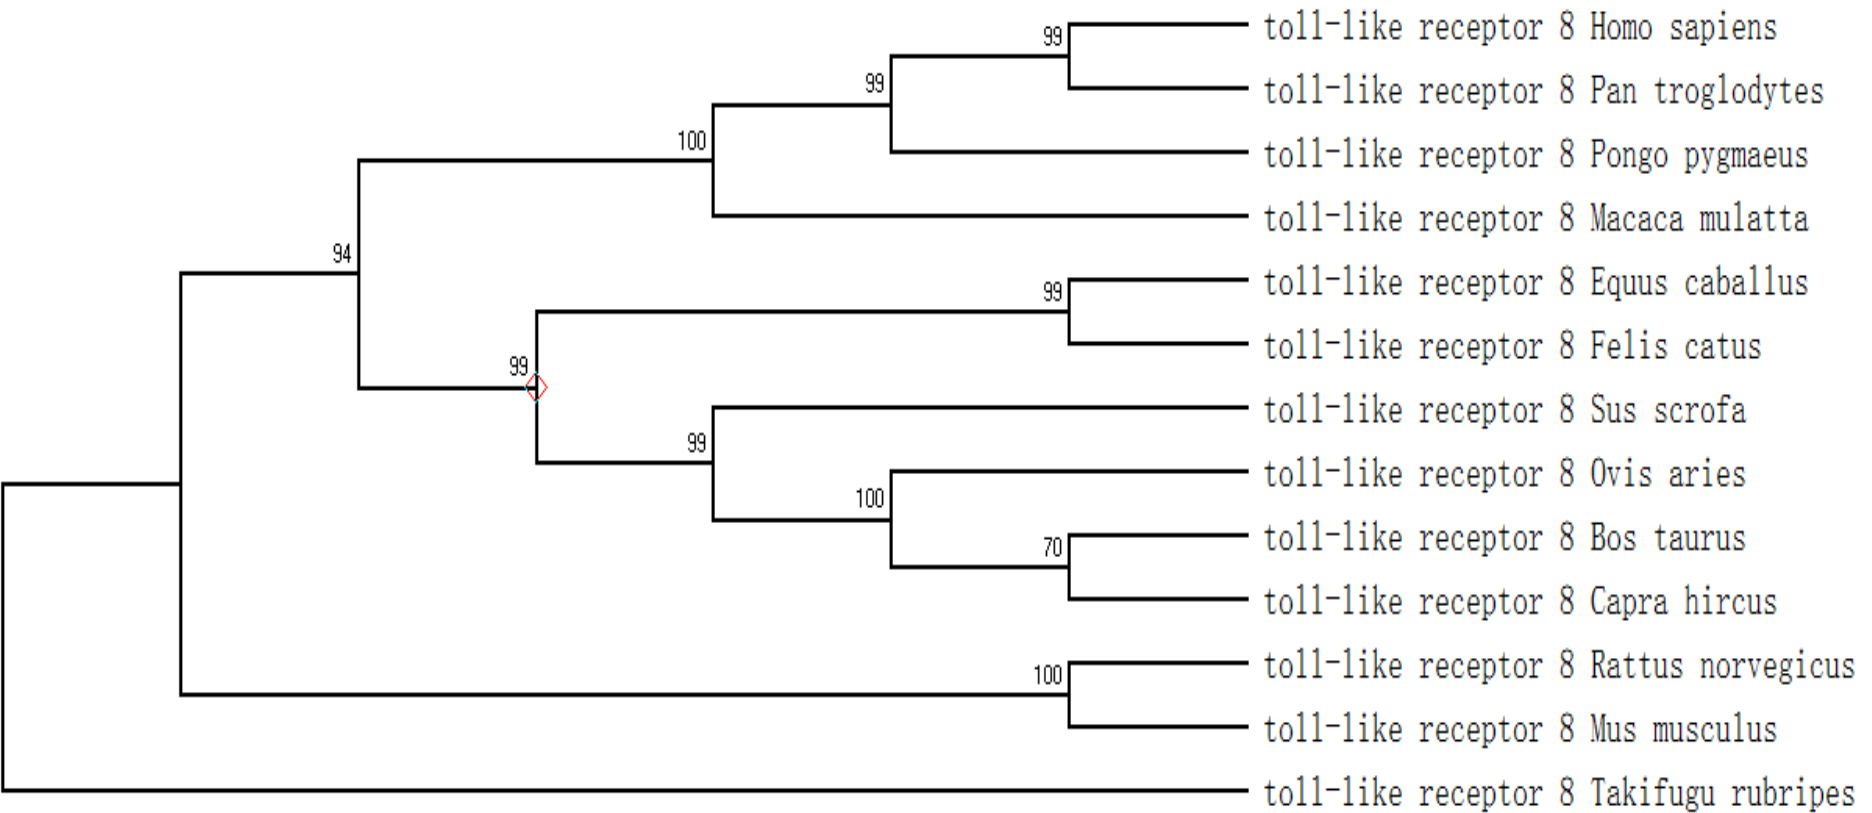 99
toll-like receptor 8 Homo sapiens
99
toll-like receptor 8 Pan troglodytes
100
toll-like receptor 8 Pongo pygmaeus
toll-like receptor 8 Macaca mulatta
94
99
toll-like receptor 8 Equus caballus
toll-like receptor 8 Felis catus
99
toll-like receptor 8 Sus scrofa
99
toll-like receptor 8 Ovis aries
100
70
toll-like receptor 8 Bos taurus
toll-like receptor 8 Capra hircus
100
toll-like receptor 8 Rattus norvegicus
toll-like receptor 8 Mus musculus
toll-like receptor 8 Takifugu rubripes